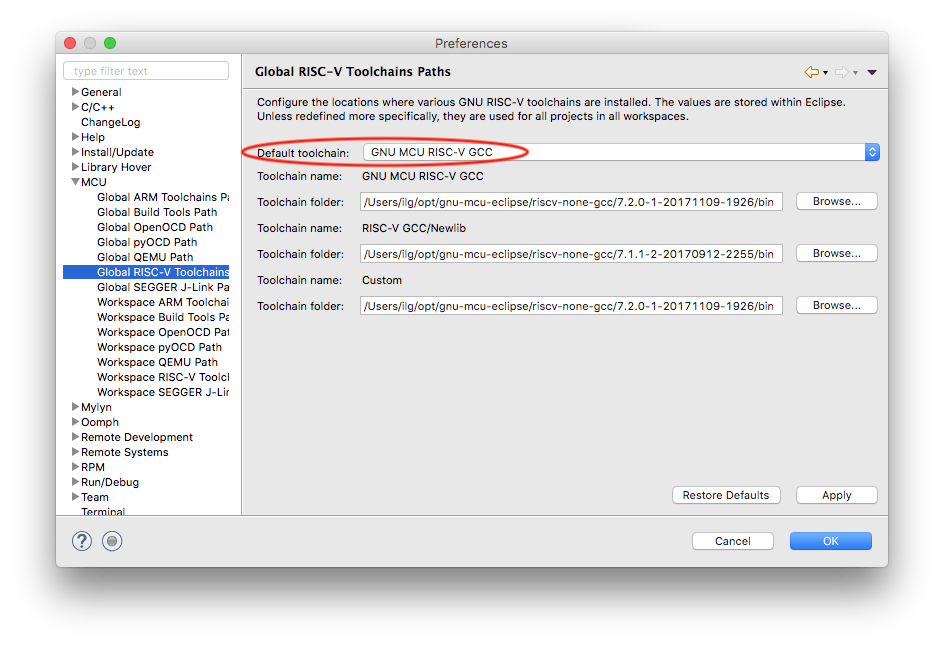 Preferences
type filter text
General
C/C++
ChangeLog
Help
Install/Update
Library Hover
MCU
Global ARM Toolchains Pa
Global Build Tools Path
Global OpenOCD Path
Global pyOCD Path
Global QEMU Path
Global RISC-V Toolchains
Global SEGGER J-Link Pa
Workspace ARM Toolchai
Workspace Build Tools Pa
Workspace OpenOCD Pat
Workspace pyOCD Path
Workspace QEMU Path
Workspace RISC-V Toolcl
Workspace SEGGER J-Lir
Mylyn
Oomph
Remote Development
Remote Systems
RPM
Run/Debug
Team
Terminal
Global RISC-V Toolchains Paths
Configure the locations where various GNU RISC-V toolchains are installed. The values are stored within Eclipse.
Unless redefined more specifically, they are used for all projects in all workspaces.
Default toolchain: GNU MCU RISC-V GCC
Toolchain name: GNU MCU RISC-V GCC
Toolchain folder: /Users/ilg/opt/gnu-mcu-eclipse/riscv-none-gcc/7.2.0-1-20171109-1926/bin Browse...
Toolchain name: RISC-V GCC/Newlib
Toolchain folder: /Users/ilg/opt/gnu-mcu-eclipse/riscv-none-gcc/7.1.1-2-20170912-2255/bin Browse...
Toolchain name: Custom
Toolchain folder: /Users/ilg/opt/gnu-mcu-eclipse/riscv-none-gcc/7.2.0-1-20171109-1926/bin Browse...
Restore Defaults Apply
? Cancel OK